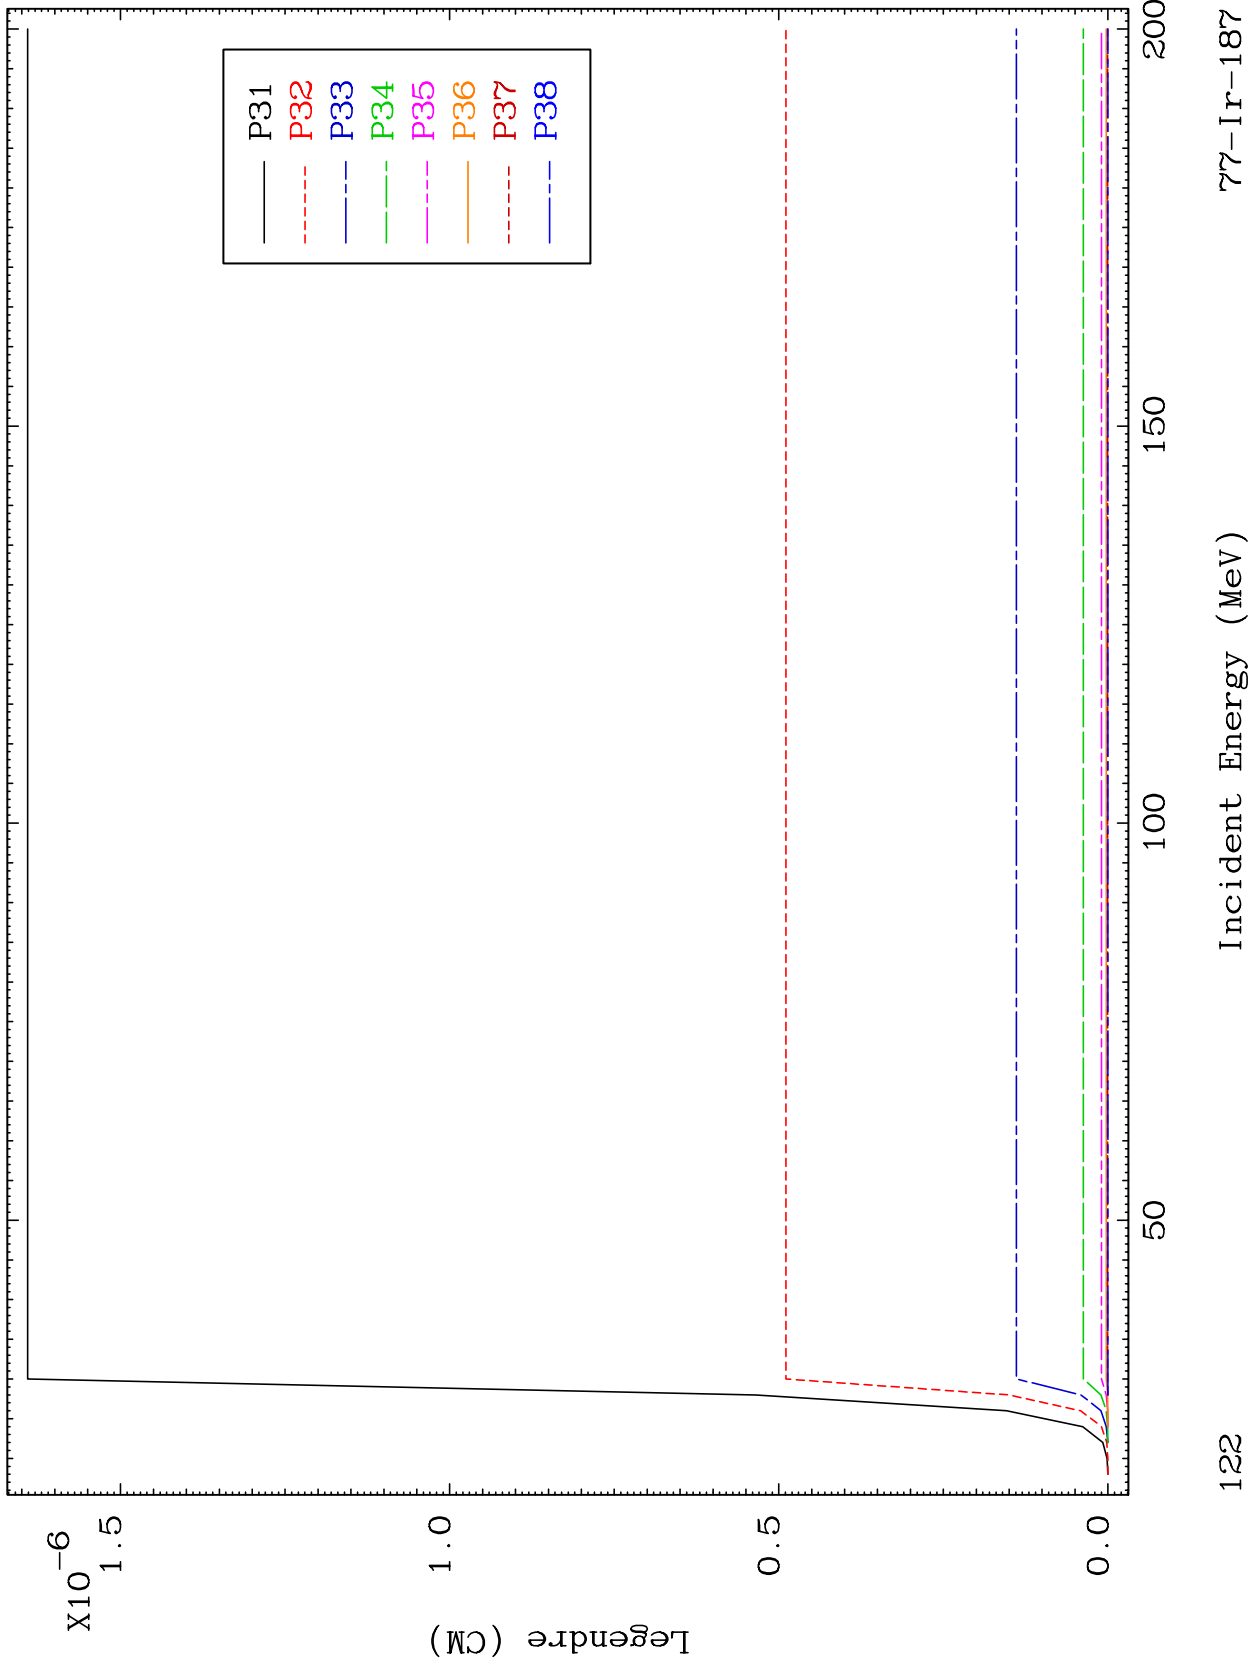 X10-6
1.5
1.0
0.5
0.0
Legendre (CM)
P31
P32
P33
P34
P35
P36
P37
P38
50
100
150
200
122
Incident Energy (MeV)
77-Ir-187